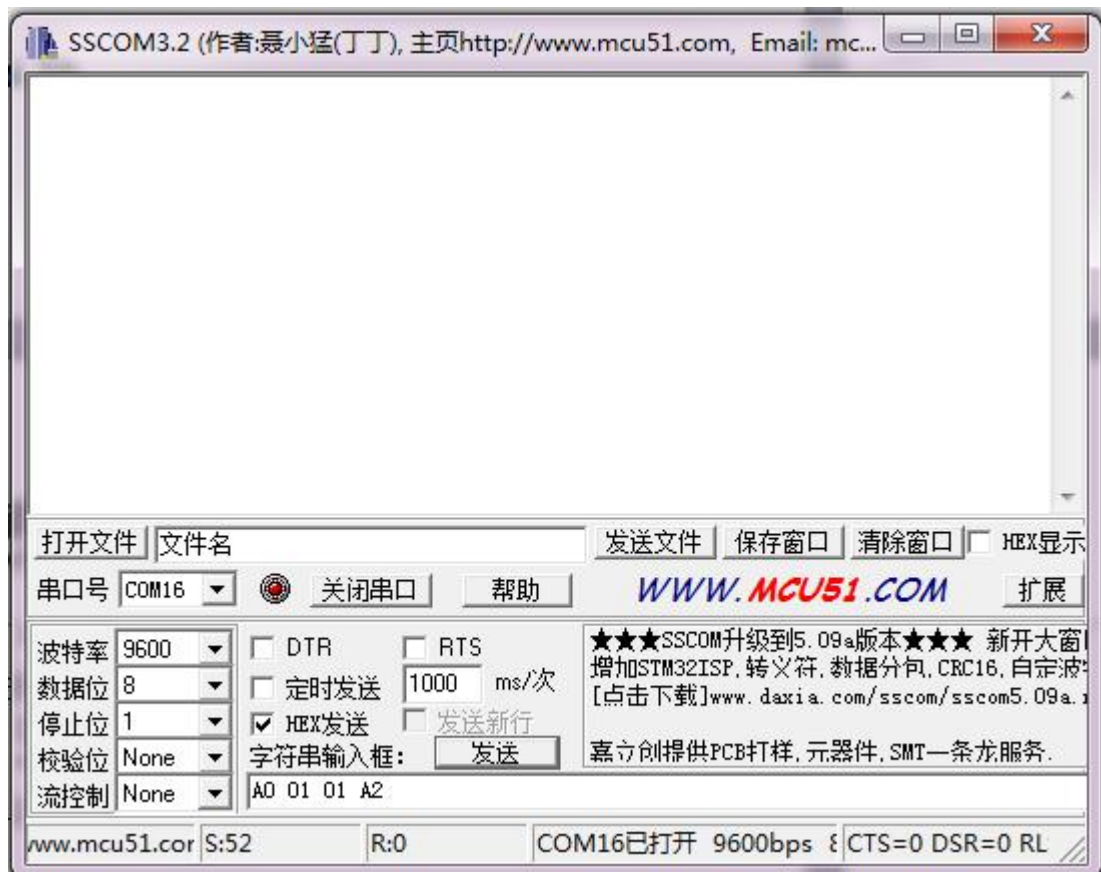 SSCOM3.2 (作者:聂小猛(丁丁), 主页http://www.mcu51.com, Email: mc...
打开文件 文件名 发送文件 保存窗口 清除窗口 HEX显示
串口号 COM16 关闭串口 帮助 WWW.MCU51.COM 扩展
波特率 9600 DTR RTS
数据位 8 定时发送 1000 ms/次
停止位 1 HEX发送 发送新行
校验位 None 字符串输入框: 发送
流控制 None A0 01 01 A2
★★★SSCOM升级到5.09a版本★★★ 新开大窗
增加STM32ISP,转义符,数据分包,CRC16,自定波
[点击下载]www.daxia.com/sscom/sscom5.09a.
嘉立创提供PCB打样,元器件,SMT一条龙服务.
www.mcu51.cor S:52 R:0 COM16已打开 9600bps 8 CTS=0 DSR=0 RL